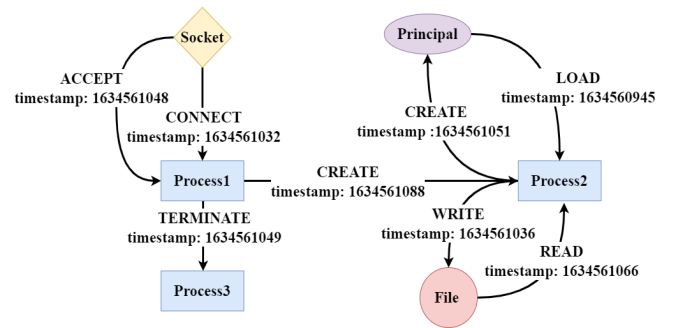 Socket
Principal
ACCEPT
timestamp: 1634561048
LOAD
timestamp: 1634560945
CONNECT
timestamp: 1634561032
CREATE
timestamp :1634561051
Process1
CREATE
timestamp: 1634561088
Process2
TERMINATE
timestamp: 1634561049
WRITE
timestamp: 1634561036
READ
timestamp: 1634561066
Process3
File